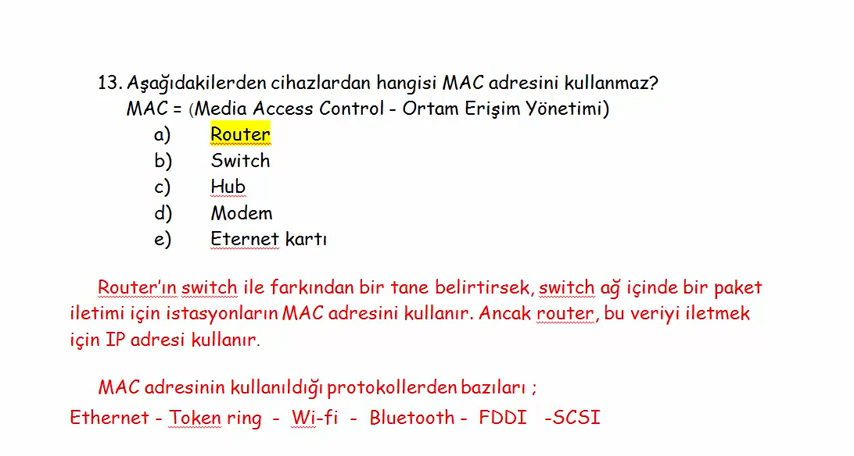 13. Aşağıdakilerden cihazlardan hangisi MAC adresini kullanmaz?
MAC = (Media Access Control - Ortam Erişim Yönetimi)
a) Router
b) Switch
c) Hub
d) Modem
e) Eternet kartı
Router'ın switch ile farkından bir tane belirtirsek, switch ağ içinde bir paket
iletimi için istasyonların MAC adresini kullanır. Ancak router, bu veriyi iletmek
için IP adresi kullanır.
MAC adresinin kullanıldığı protokollerden bazıları ;
Ethernet - Token ring - Wi-fi - Bluetooth - FDDI -SCSI